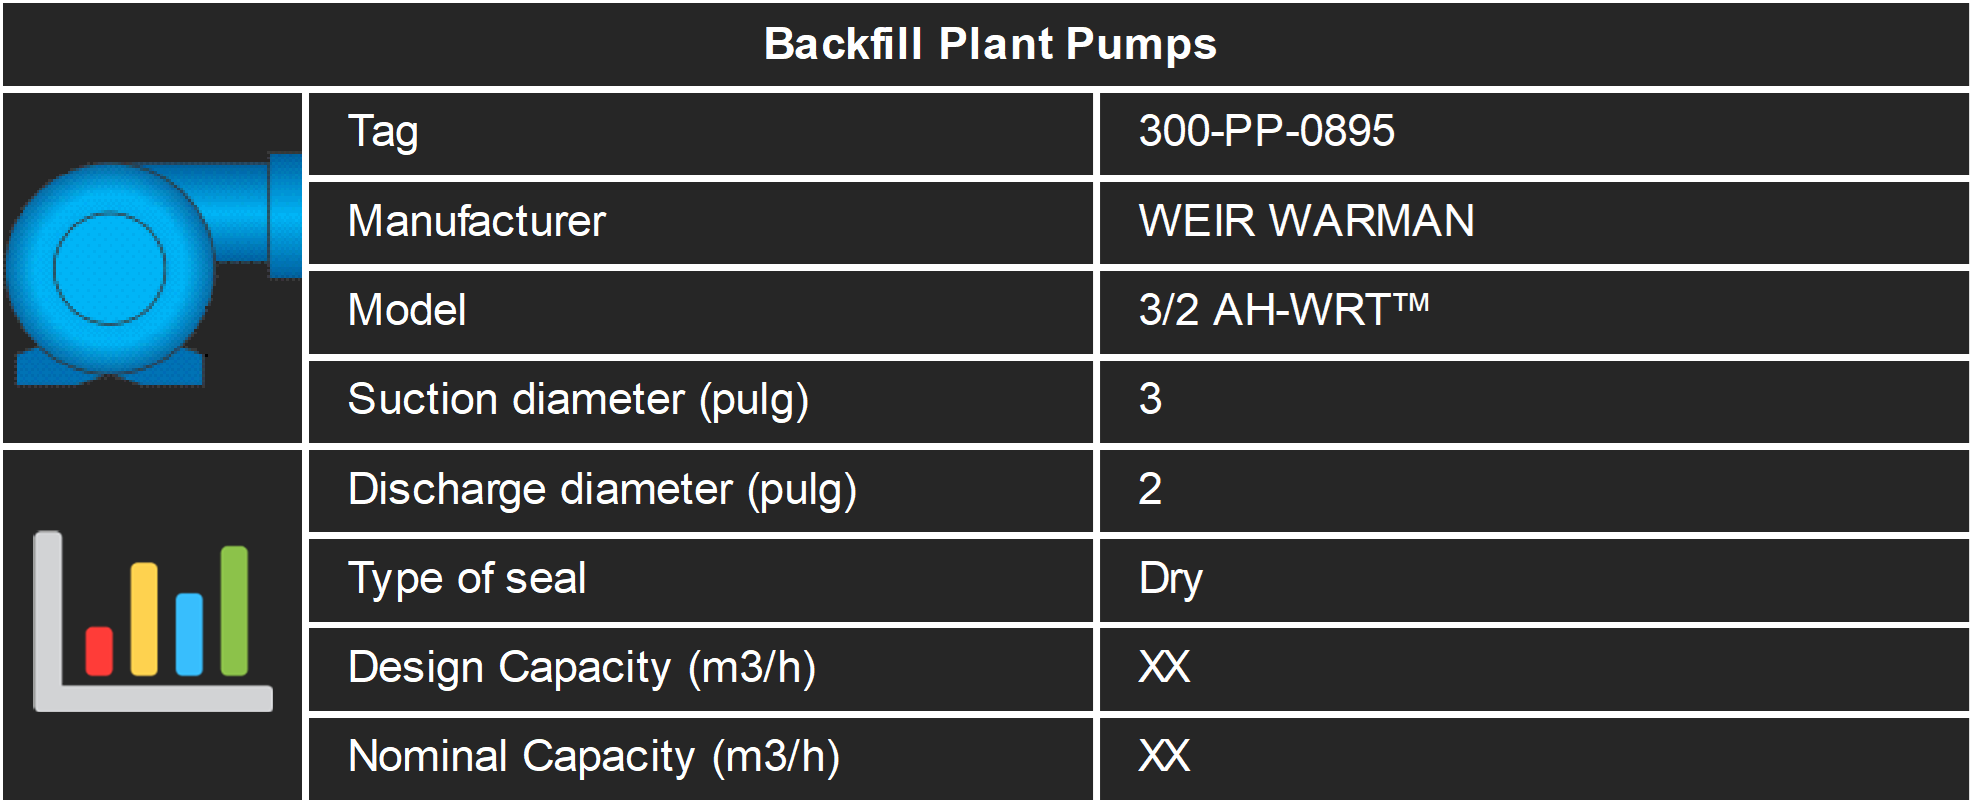 Backfill Plant Pumps
Tag 300-PP-0895
Manufacturer WEIR WARMAN
Model 3/2 AH-WRT™
Suction diameter (pulg) 3
Discharge diameter (pulg) 2
Type of seal Dry
Design Capacity (m3/h) XX
Nominal Capacity (m3/h) XX